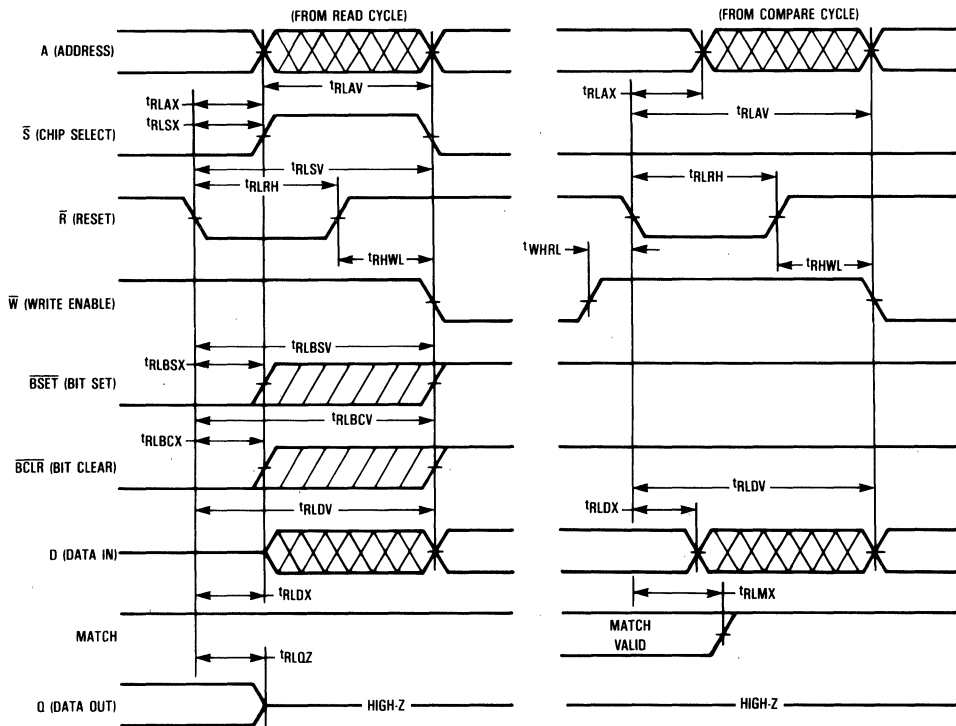 (FROM READ CYCLE) (FROM COMPARE CYCLE)
A (ADDRESS)
tRLAV
tRLAX tRLAX
tRLAV
tRLSX
S̅ (CHIP SELECT)
tRLSV
tRLRH tRLRH
R̅ (RESET)
tWHRL
tRHWL tRHWL
W̅ (WRITE ENABLE)
tRLBSV
tRLBSX
B̅S̅E̅T̅ (BIT SET)
tRLBCV
tRLBCX
B̅C̅L̅R̅ (BIT CLEAR)
tRLDV tRLDV
tRLDX
D (DATA IN)
tRLDX tRLMX
MATCH MATCH
VALID
tRLQZ
Q (DATA OUT) HIGH-Z HIGH-Z